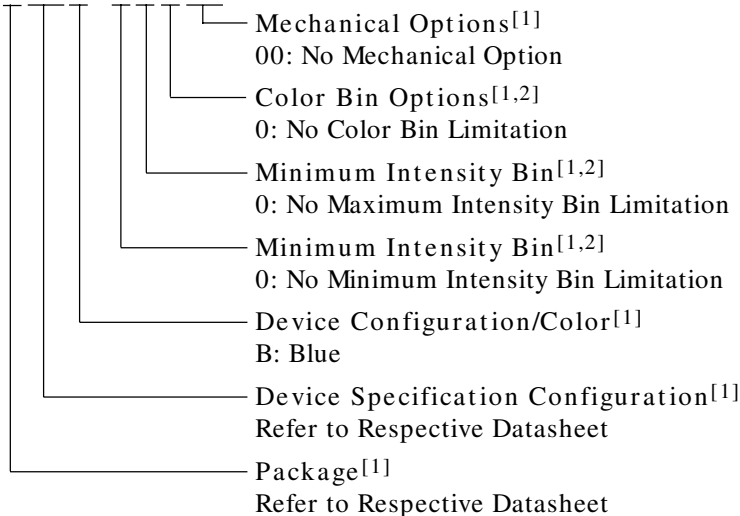 Mechanical Options[1]
00: No Mechanical Option
Color Bin Options[1,2]
0: No Color Bin Limitation
Minimum Intensity Bin[1,2]
0: No Maximum Intensity Bin Limitation
Minimum Intensity Bin[1,2]
0: No Minimum Intensity Bin Limitation
Device Configuration/Color[1]
B: Blue
Device Specification Configuration[1]
Refer to Respective Datasheet
Package[1]
Refer to Respective Datasheet